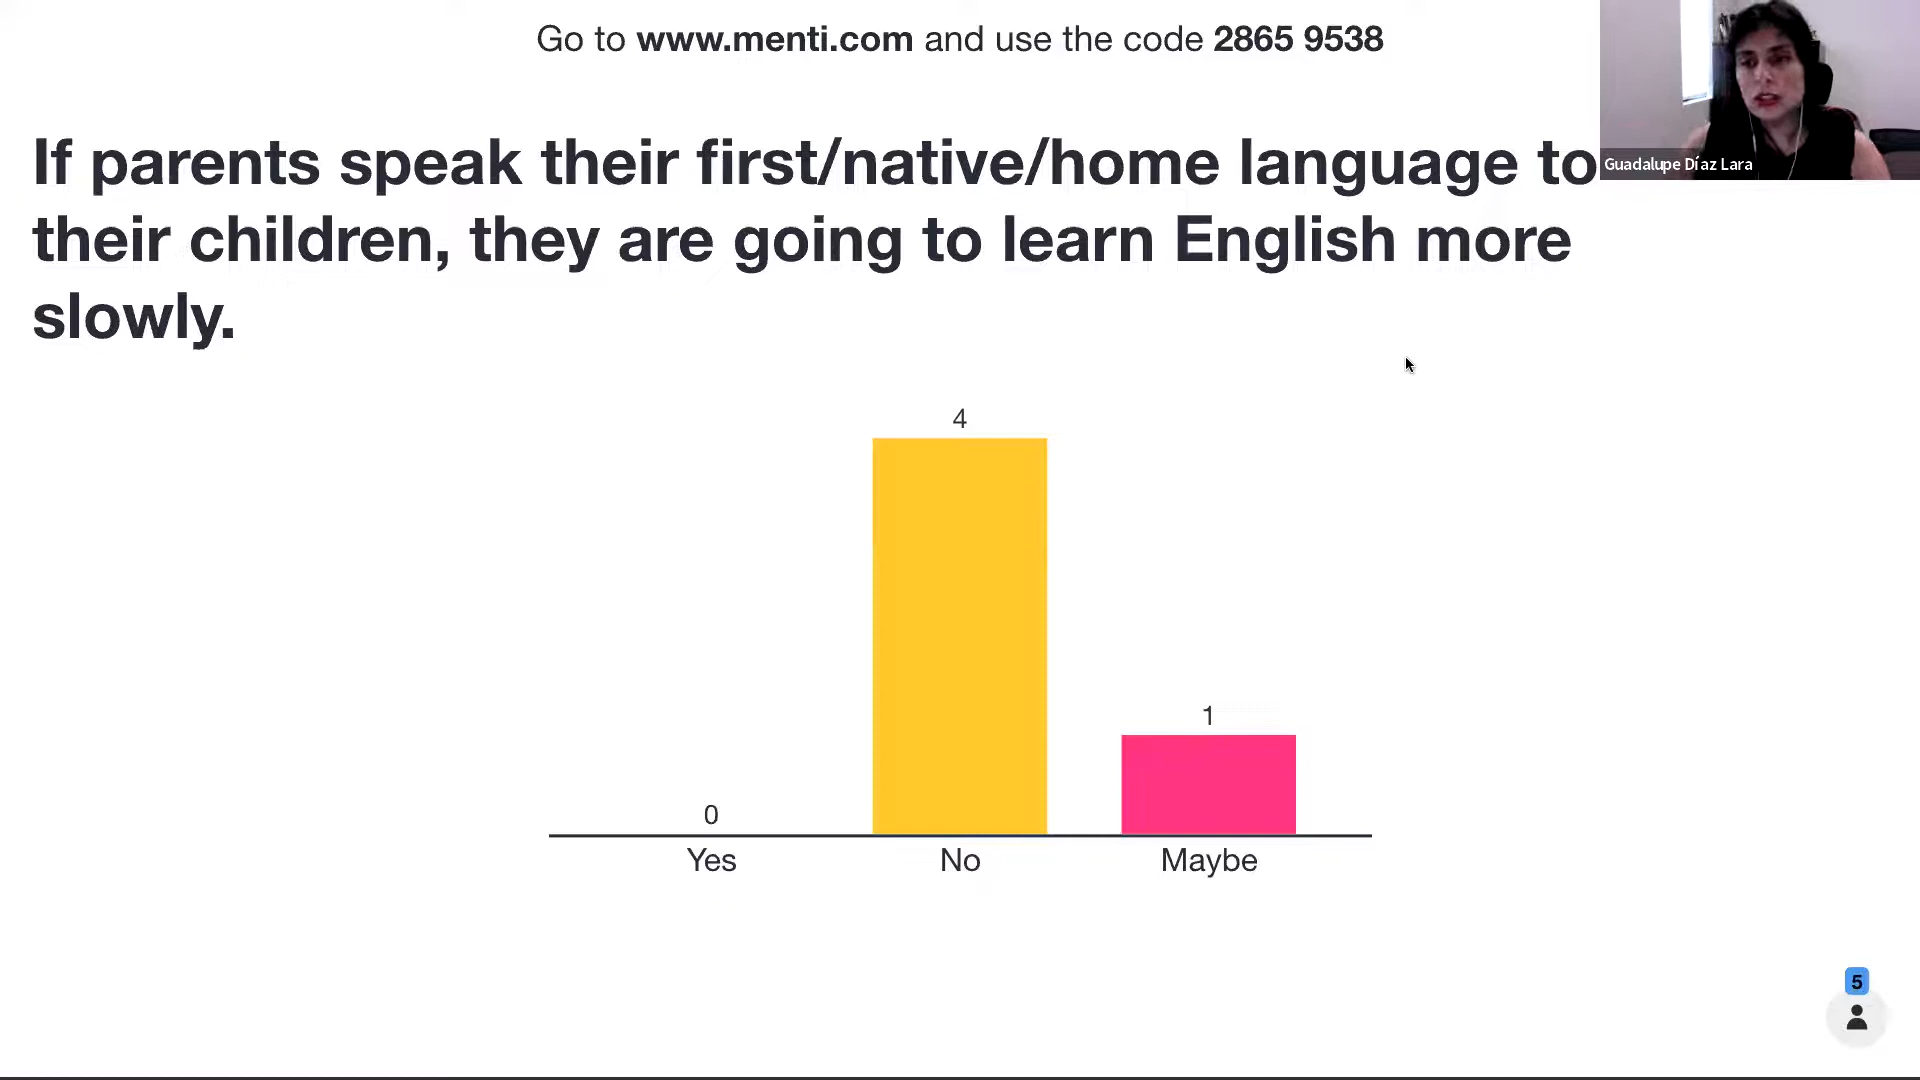 Go to www.menti.com and use the code 2865 9538
If parents speak their first/native/home language to
their children, they are going to learn English more
slowly.
Guadalupe Díaz Lara
4
1
0
Yes
No
Maybe
5